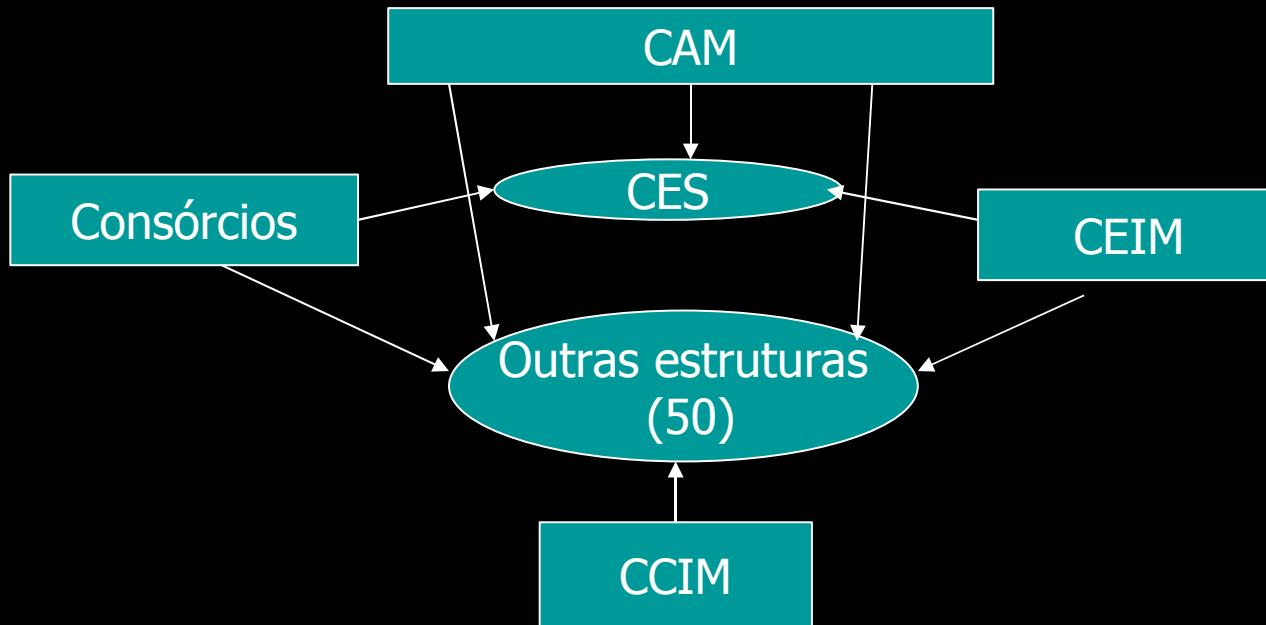 CAM
CES
Consórcios
CEIM
Outras estruturas
(50)
CCIM